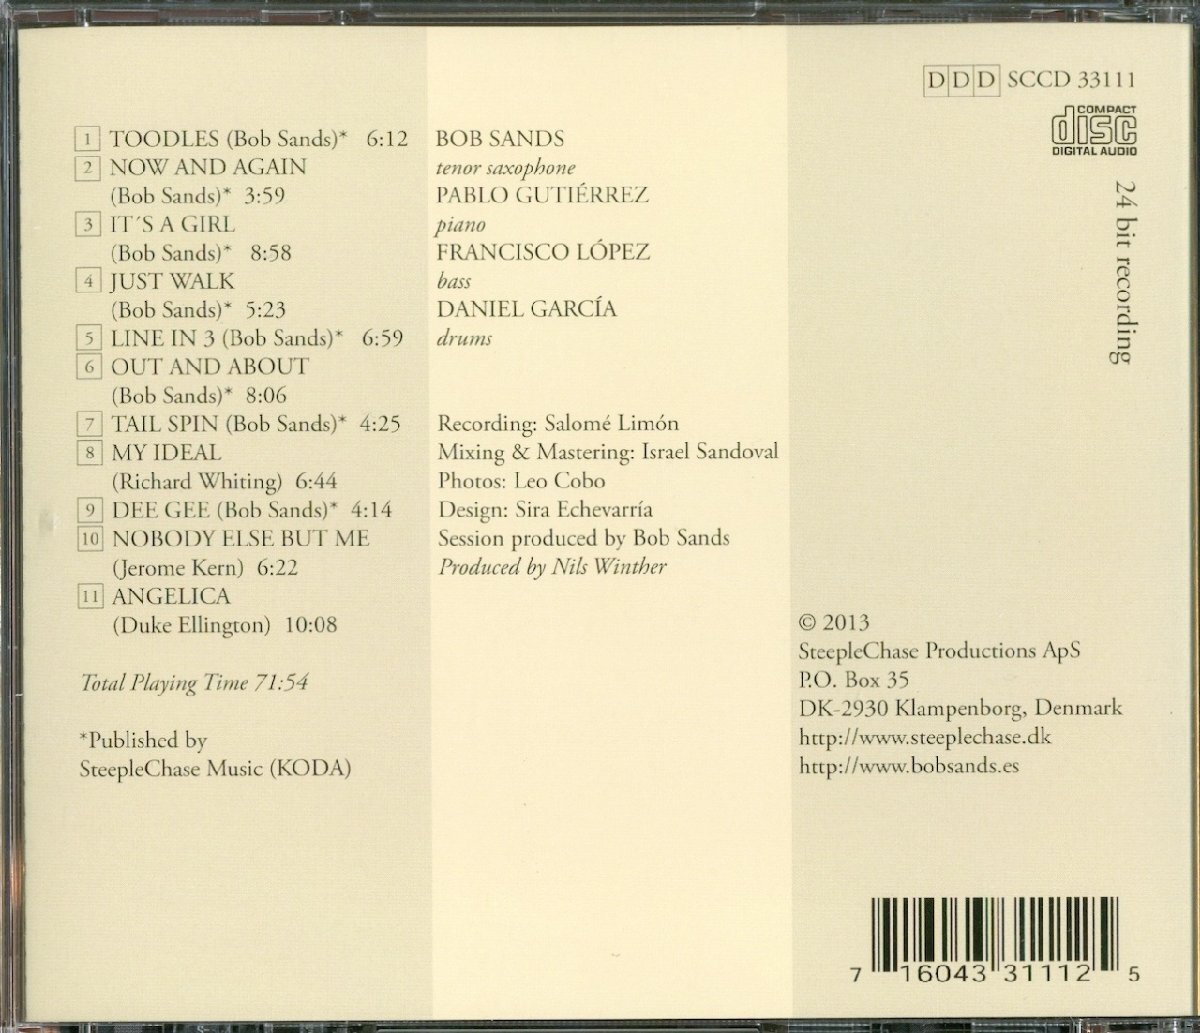 1 TOODLES (Bob Sands)* 6:12
2 NOW AND AGAIN
(Bob Sands)* 3:59
3 IT´S A GIRL
(Bob Sands)* 8:58
4 JUST WALK
(Bob Sands)* 5:23
5 LINE IN 3 (Bob Sands)* 6:59
6 OUT AND ABOUT
(Bob Sands)* 8:06
7 TAIL SPIN (Bob Sands)* 4:25
8 MY IDEAL
(Richard Whiting) 6:44
9 DEE GEE (Bob Sands)* 4:14
10 NOBODY ELSE BUT ME
(Jerome Kern) 6:22
11 ANGELICA
(Duke Ellington) 10:08
Total Playing Time 71:54
*Published by
SteepleChase Music (KODA)
BOB SANDS
tenor saxophone
PABLO GUTIÉRREZ
piano
FRANCISCO LÓPEZ
bass
DANIEL GARCÍA
drums
Recording: Salomé Limón
Mixing & Mastering: Israel Sandoval
Photos: Leo Cobo
Design: Sira Echevarría
Session produced by Bob Sands
Produced by Nils Winther
DDD SCCD 33111
COMPACT
disc
DIGITAL AUDIO
24 bit recording
© 2013
SteepleChase Productions ApS
P.O. Box 35
DK-2930 Klampenborg, Denmark
http://www.steeplechase.dk
http://www.bobsands.es
7 16043 31112 5